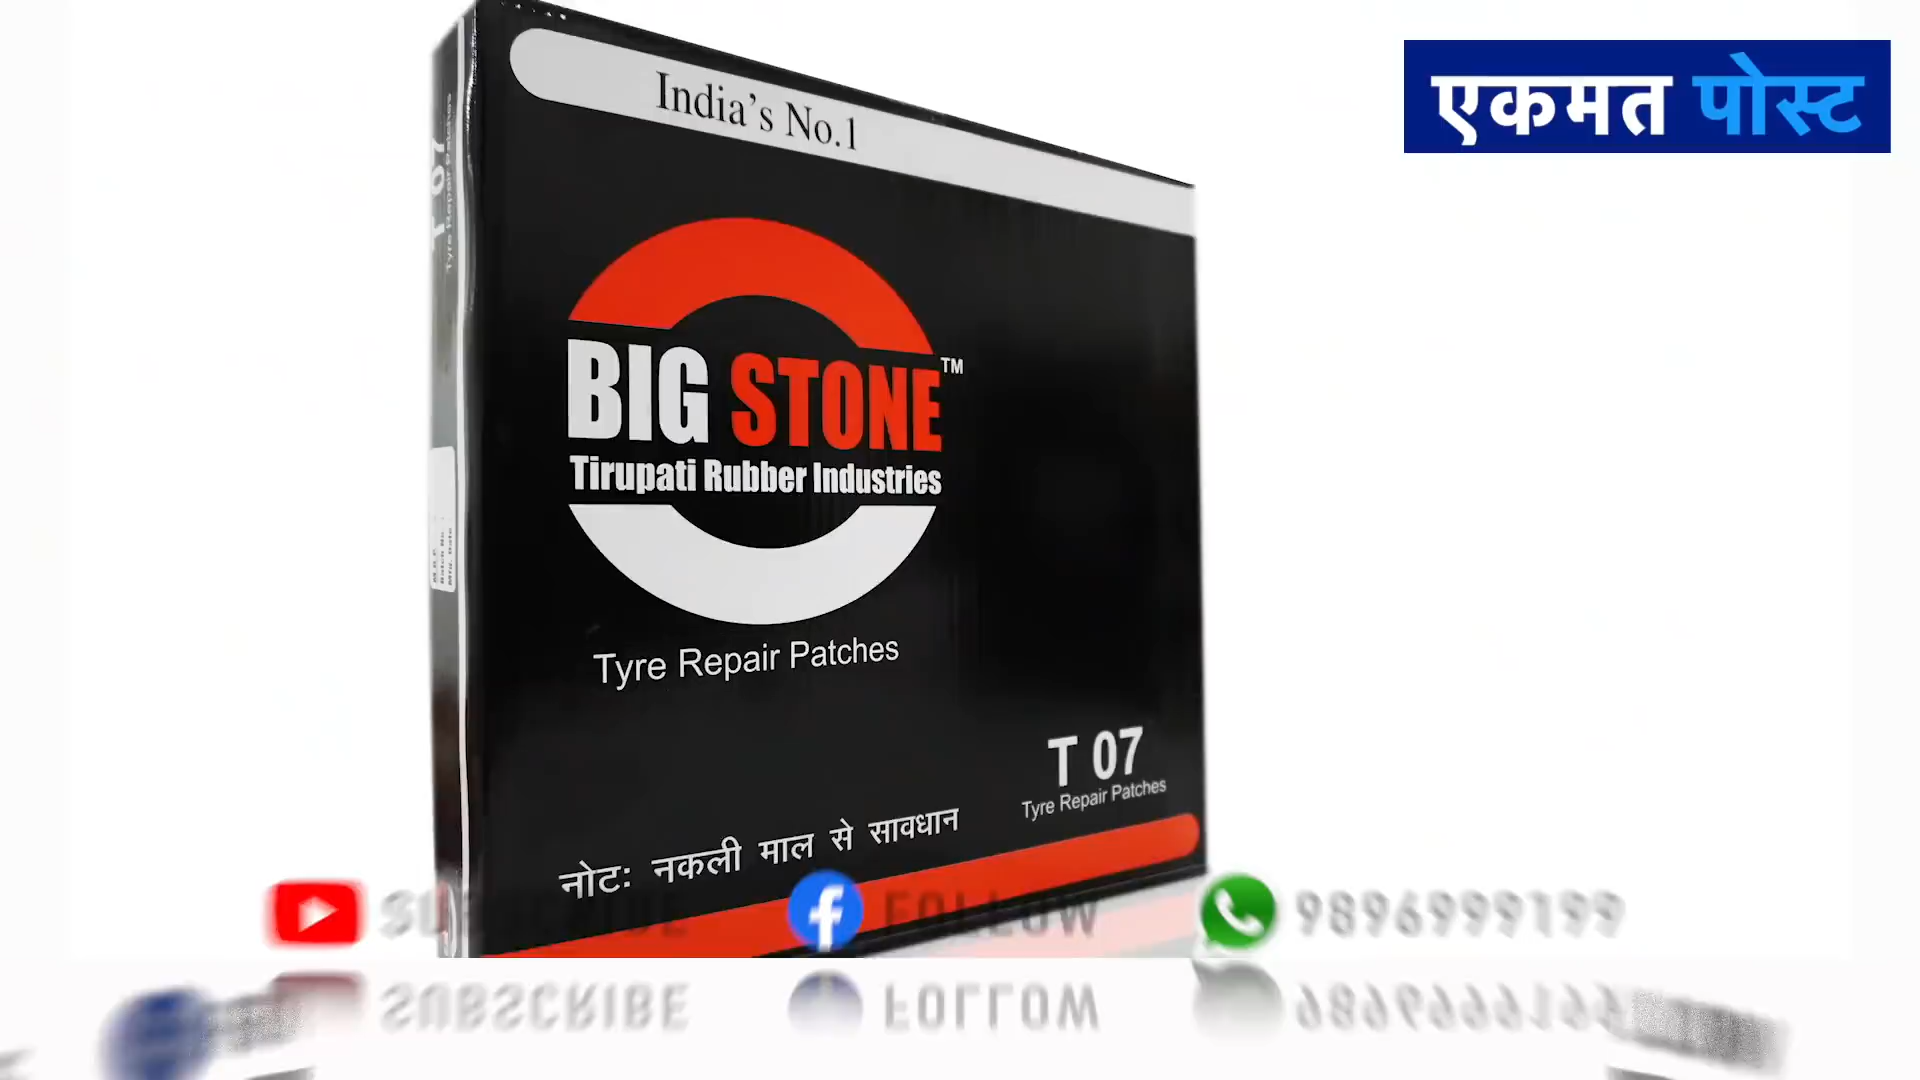 India's No.1
एकमत पोस्ट
T 07
Tyre Repair Patches
BIG STONE™
Tirupati Rubber Industries
Tyre Repair Patches
T 07
Tyre Repair Patches
नोटः नकली माल से सावधान
SUBSCRIBE
FOLLOW
9896999199